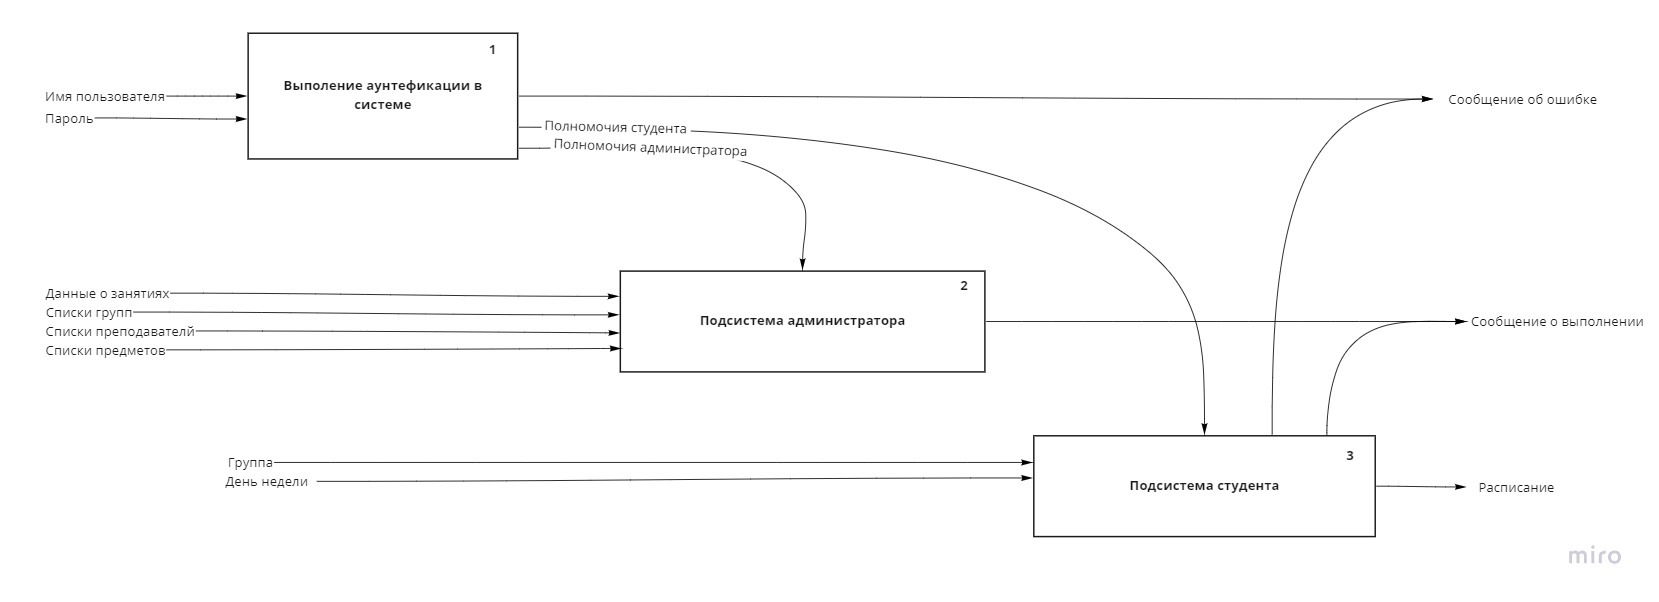 1
Выполение аунтефикации в
системе
Имя пользователя
Пароль
Сообщение об ошибке
Полномочия студента
Полномочия администратора
2
Данные о занятиях
Списки групп
Списки преподавателй
Списки предметов
Подсистема администратора
Сообщение о выполнении
3
Группа
День недели
Подсистема студента
Расписание
miro